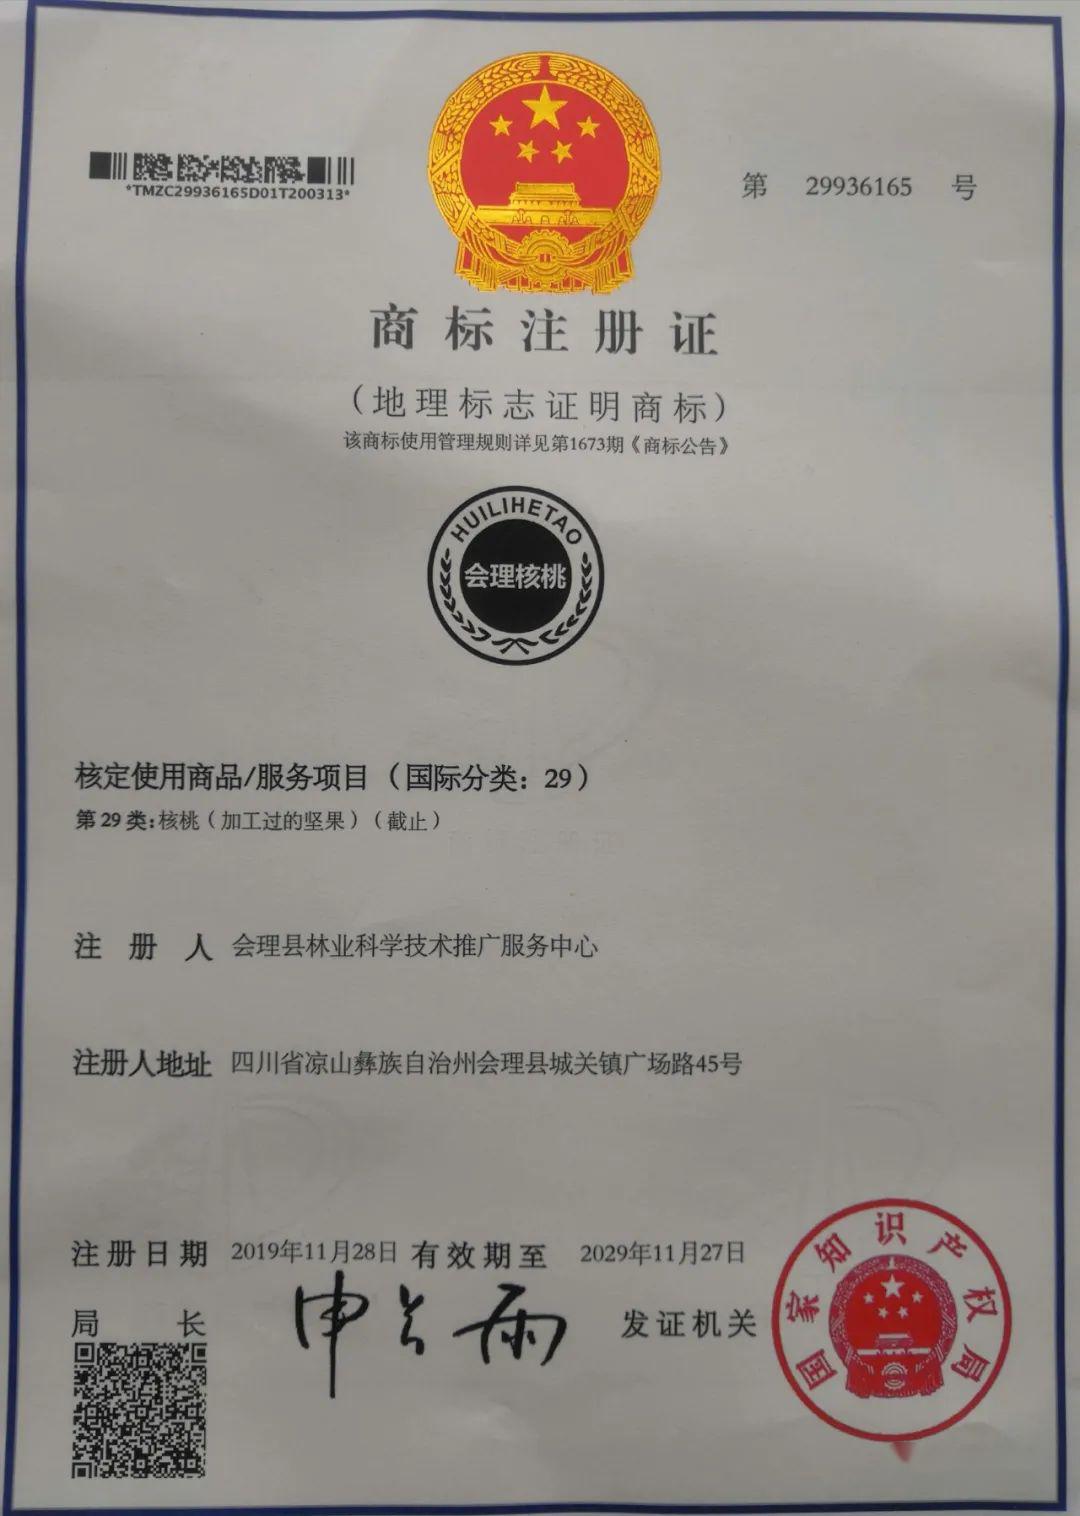 *TMZC29936165D01T200313*
第 29936165 号
商标注册证
（地理标志证明商标）
该商标使用管理规则详见第1673期《商标公告》
HUILIHETAO
会理核桃
核定使用商品/服务项目（国际分类：29）
第29类:核桃（加工过的坚果）（截止）
注册人 会理县林业科学技术推广服务中心
注册人地址 四川省凉山彝族自治州会理县城关镇广场路45号
注册日期 2019年11月28日 有效期至 2029年11月27日
局长 申长雨 发证机关
国家知识产权局